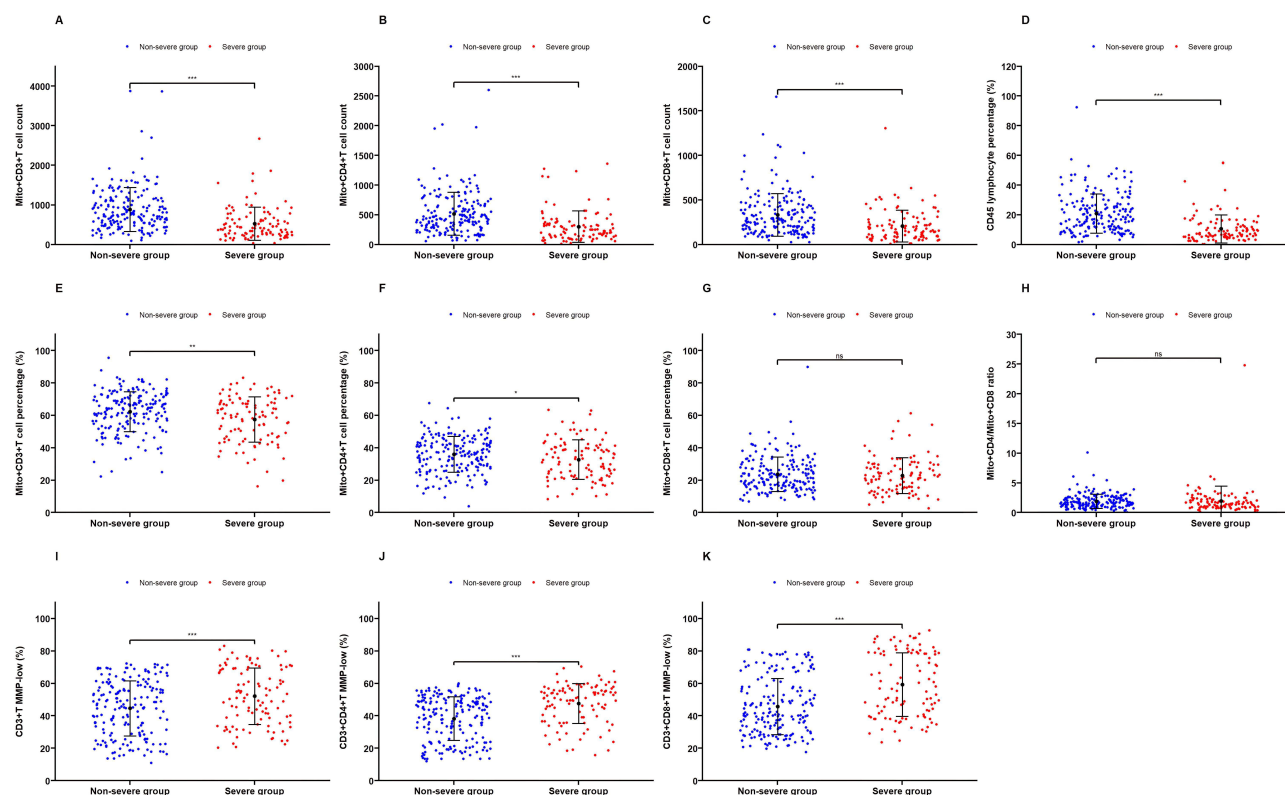 A
Non-severe group Severe group
Mito+CD3+T cell count
4000
3000
2000
1000
0
***
Non-severe group Severe group
B
Non-severe group Severe group
Mito+CD4+T cell count
3000
2500
2000
1500
1000
500
0
***
Non-severe group Severe group
C
Non-severe group Severe group
Mito+CD8+T cell count
2000
1500
1000
500
0
***
Non-severe group Severe group
D
Non-severe group Severe group
CD45 lymphocyte percentage (%)
120
100
80
60
40
20
0
***
Non-severe group Severe group
E
Non-severe group Severe group
Mito+CD3+T cell percentage (%)
100
80
60
40
20
0
**
Non-severe group Severe group
F
Non-severe group Severe group
Mito+CD4+T cell percentage (%)
100
80
60
40
20
0
*
Non-severe group Severe group
G
Non-severe group Severe group
Mito+CD8+T cell percentage (%)
100
80
60
40
20
0
ns
Non-severe group Severe group
H
Non-severe group Severe group
Mito+CD4/Mito+CD8 ratio
30
25
20
15
10
5
0
ns
Non-severe group Severe group
I
Non-severe group Severe group
CD3+T MMP-low (%)
100
80
60
40
20
0
***
Non-severe group Severe group
J
Non-severe group Severe group
CD3+CD4+T MMP-low (%)
100
80
60
40
20
0
***
Non-severe group Severe group
K
Non-severe group Severe group
CD3+CD8+T MMP-low (%)
100
80
60
40
20
0
***
Non-severe group Severe group